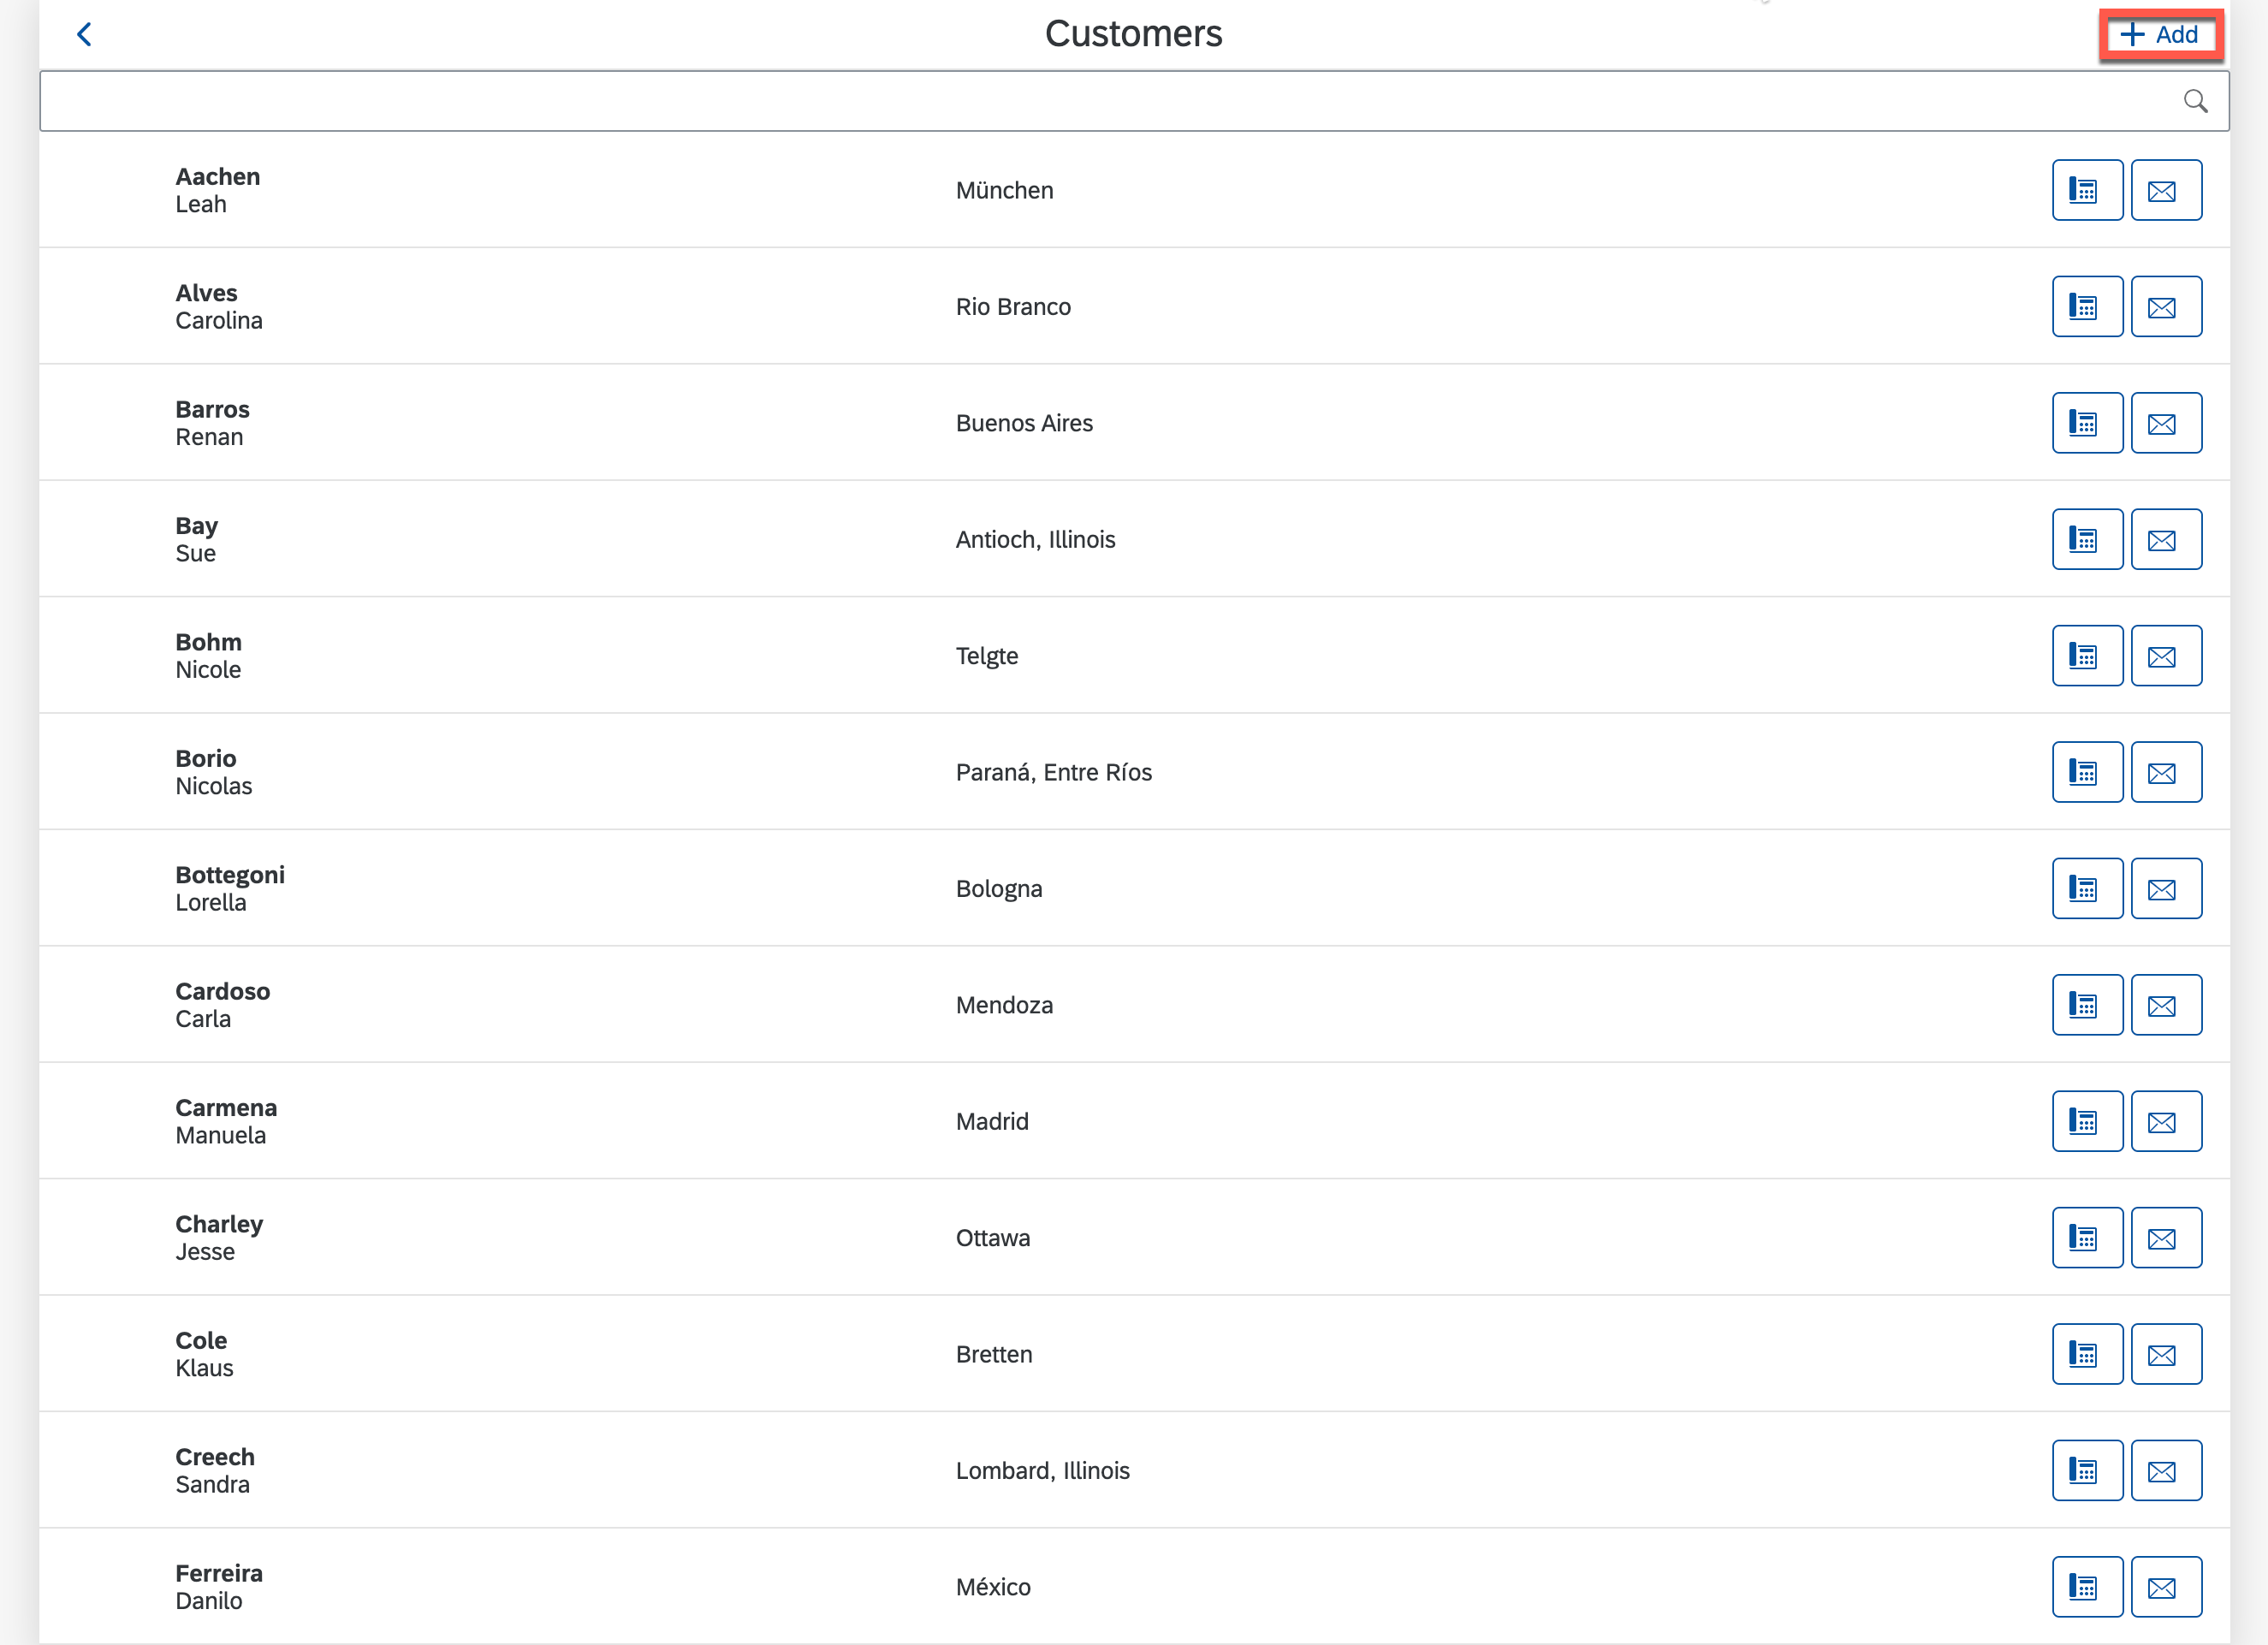 Customers
Add
Aachen
Leah
München
Alves
Carolina
Rio Branco
Barros
Renan
Buenos Aires
Bay
Sue
Antioch, Illinois
Bohm
Nicole
Telgte
Borio
Nicolas
Paraná, Entre Ríos
Bottegoni
Lorella
Bologna
Cardoso
Carla
Mendoza
Carmena
Manuela
Madrid
Charley
Jesse
Ottawa
Cole
Klaus
Bretten
Creech
Sandra
Lombard, Illinois
Ferreira
Danilo
México